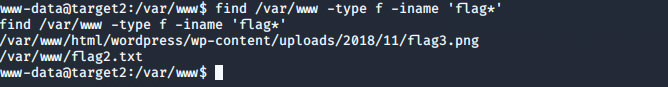 www-data@target2:/var/www$ find /var/www -type f -iname 'flag*'
find /var/www -type f -iname 'flag*'
/var/www/html/wordpress/wp-content/uploads/2018/11/flag3.png
/var/www/flag2.txt
www-data@target2:/var/www$